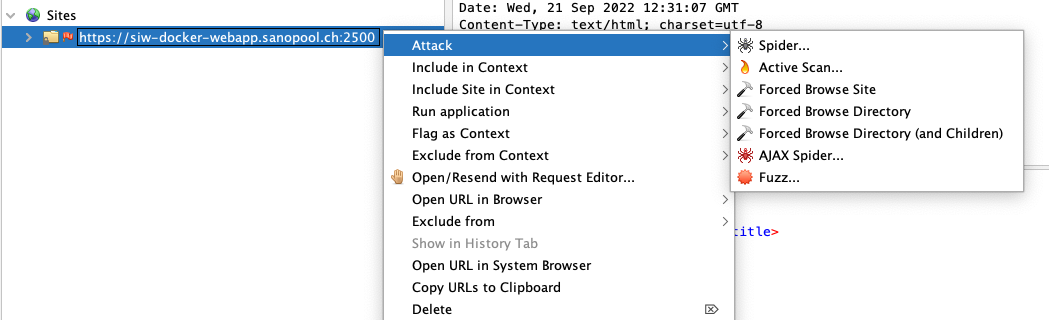 Sites
https://siw-docker-webapp.sanopool.ch:2500
Date: Wed, 21 Sep 2022 12:31:07 GMT
Content-Type: text/html; charset=utf-8
Attack
Include in Context
Include Site in Context
Run application
Flag as Context
Exclude from Context
Open/Resend with Request Editor...
Open URL in Browser
Exclude from
Show in History Tab
Open URL in System Browser
Copy URLs to Clipboard
Delete
Spider...
Active Scan...
Forced Browse Site
Forced Browse Directory
Forced Browse Directory (and Children)
AJAX Spider...
Fuzz...
title>